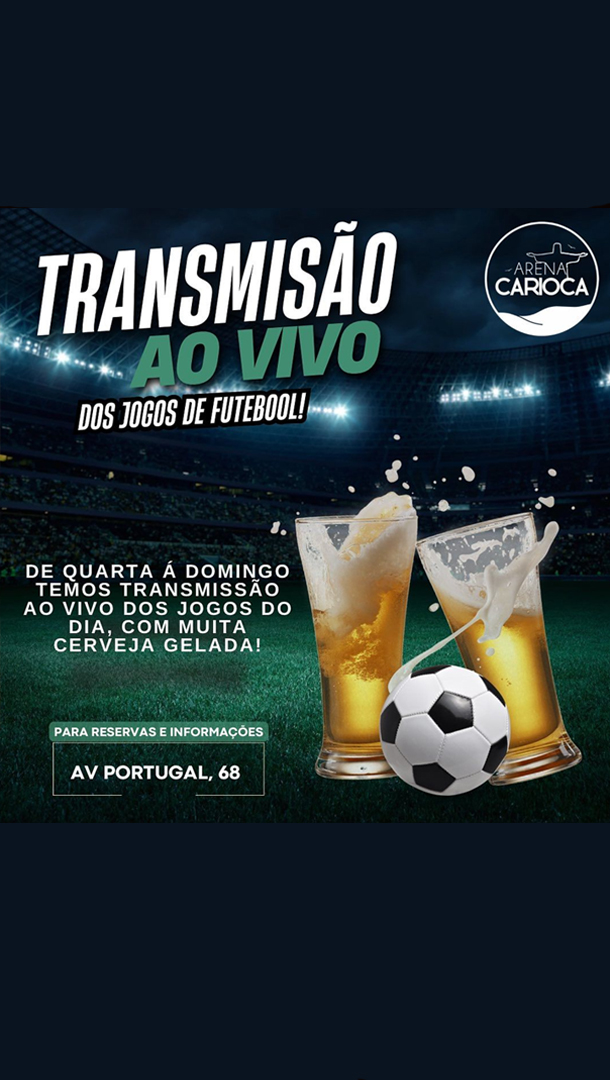 TRANSMISÃO
AO VIVO
DOS JOGOS DE FUTEBOOL!
ARENA
CARIOCA
DE QUARTA Á DOMINGO
TEMOS TRANSMISSÃO
AO VIVO DOS JOGOS DO
DIA, COM MUITA
CERVEJA GELADA!
PARA RESERVAS E INFORMAÇÕES
AV PORTUGAL, 68